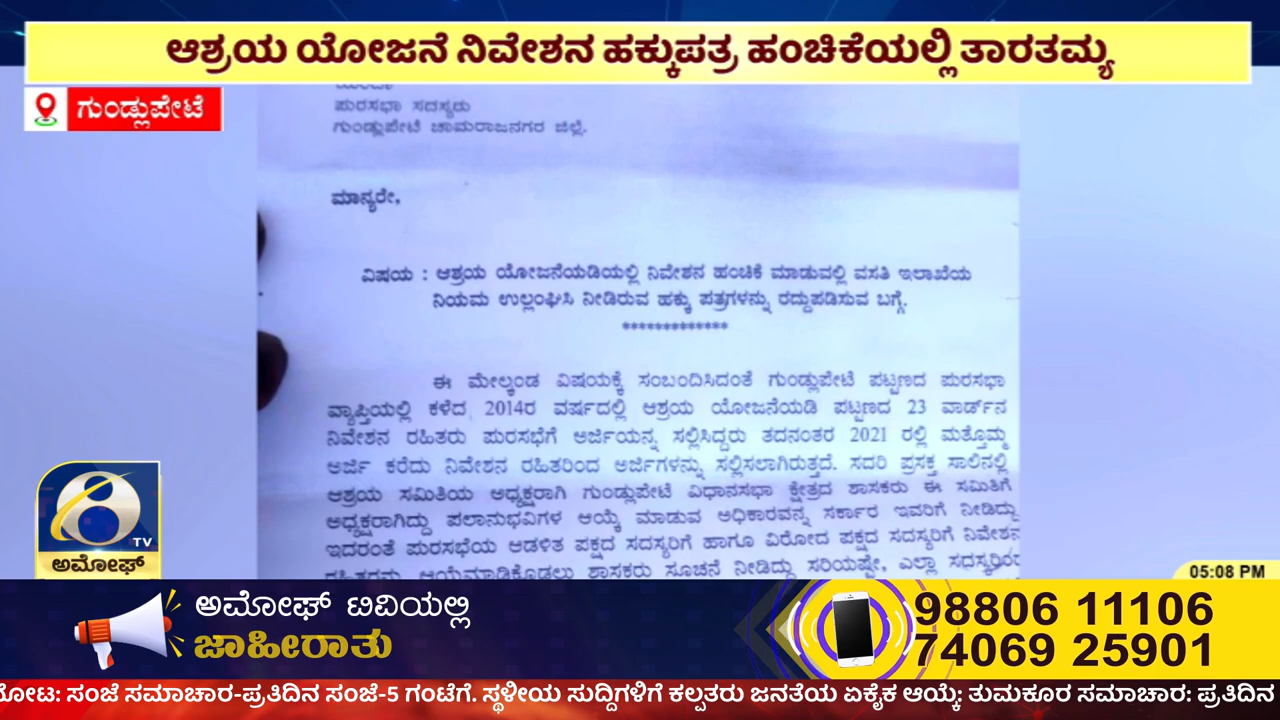 ಆಶ್ರಯ ಯೋಜನೆ ನಿವೇಶನ ಹಕ್ಕುಪತ್ರ ಹಂಚಿಕೆಯಲ್ಲಿ ತಾರತಮ್ಯ
ಗುಂಡ್ಲುಪೇಟೆ
ಪುರಸಭಾ ಸದಸ್ಯರು
ಗುಂಡ್ಲುಪೇಟೆ ಚಾಮರಾಜನಗರ ಜಿಲ್ಲೆ.
ಮಾನ್ಯರೇ,
ವಿಷಯ : ಆಶ್ರಯ ಯೋಜನೆಯಡಿಯಲ್ಲಿ ನಿವೇಶನ ಹಂಚಿಕೆ ಮಾಡುವಲ್ಲಿ ವಸತಿ ಇಲಾಖೆಯ
ನಿಯಮ ಉಲ್ಲಂಘಿಸಿ ನೀಡಿರುವ ಹಕ್ಕು ಪತ್ರಗಳನ್ನು ರದ್ದುಪಡಿಸುವ ಬಗ್ಗೆ.
*************
ಈ ಮೇಲ್ಕಂಡ ವಿಷಯಕ್ಕೆ ಸಂಬಂದಿಸಿದಂತೆ ಗುಂಡ್ಲುಪೇಟೆ ಪಟ್ಟಣದ ಪುರಸಭಾ
ವ್ಯಾಪ್ತಿಯಲ್ಲಿ ಕಳೆದ 2014ರ ವರ್ಷದಲ್ಲಿ ಆಶ್ರಯ ಯೋಜನೆಯಡಿ ಪಟ್ಟಣದ 23 ವಾರ್ಡ್‌ನ
ನಿವೇಶನ ರಹಿತರು ಪುರಸಭೆಗೆ ಅರ್ಜಿಯನ್ನ ಸಲ್ಲಿಸಿದ್ದರು ತದನಂತರ 2021 ರಲ್ಲಿ ಮತ್ತೊಮ್ಮ
ಅರ್ಜಿ ಕರೆದು ನಿವೇಶನ ರಹಿತರಿಂದ ಅರ್ಜಿಗಳನ್ನು ಸಲ್ಲಿಸಲಾಗಿರುತ್ತದೆ. ಸದರಿ ಪ್ರಸಕ್ತ ಸಾಲಿನಲ್ಲಿ
ಆಶ್ರಯ ಸಮಿತಿಯ ಅಧ್ಯಕ್ಷರಾಗಿ ಗುಂಡ್ಲುಪೇಟೆ ವಿಧಾನಸಭಾ ಕ್ಷೇತ್ರದ ಶಾಸಕರು ಈ ಸಮಿತಿಗೆ
ಅಧ್ಯಕ್ಷರಾಗಿದ್ದು ಪಲಾನುಭವಿಗಳ ಆಯ್ಕೆ ಮಾಡುವ ಅಧಿಕಾರವನ್ನ ಸರ್ಕಾರ ಇವರಿಗೆ ನೀಡಿದ್ದು
ಇದರಂತೆ ಪುರಸಭೆಯ ಆಡಳಿತ ಪಕ್ಷದ ಸದಸ್ಯರಿಗೆ ಹಾಗೂ ವಿರೋದ ಪಕ್ಷದ ಸದಸ್ಯರಿಗೆ ನಿವೇಶನ
ಆಯ್ಕೆಮಾಡಿಕೊಡಲು ಶಾಸಕರು ಸೂಚನೆ ನೀಡಿದ್ದು ಸರಿಯಷ್ಟೇ, ಎಲ್ಲಾ
TV
ಅಮೋಘ್
05:08 PM
ಅಮೋಘ್ ಟಿವಿಯಲ್ಲಿ
ಜಾಹೀರಾತು
98806 11106
74069 25901
ಸಂಜೆ ಸಮಾಚಾರ-ಪ್ರತಿದಿನ ಸಂಜೆ-5 ಗಂಟೆಗೆ. ಸ್ಥಳೀಯ ಸುದ್ದಿಗಳಿಗೆ ಕಲ್ಪತರು ಜನತೆಯ ಏಕೈಕ ಆಯ್ಕೆ: ತುಮಕೂರ ಸಮಾಚಾರ: ಪ್ರತಿದಿನ